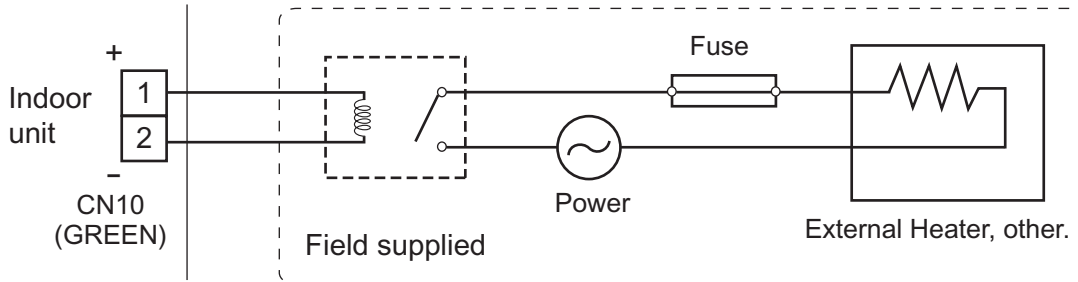 Fuse
+
Indoor
unit
1
2
–
CN10
(GREEN)
Power
Field supplied
External Heater, other.